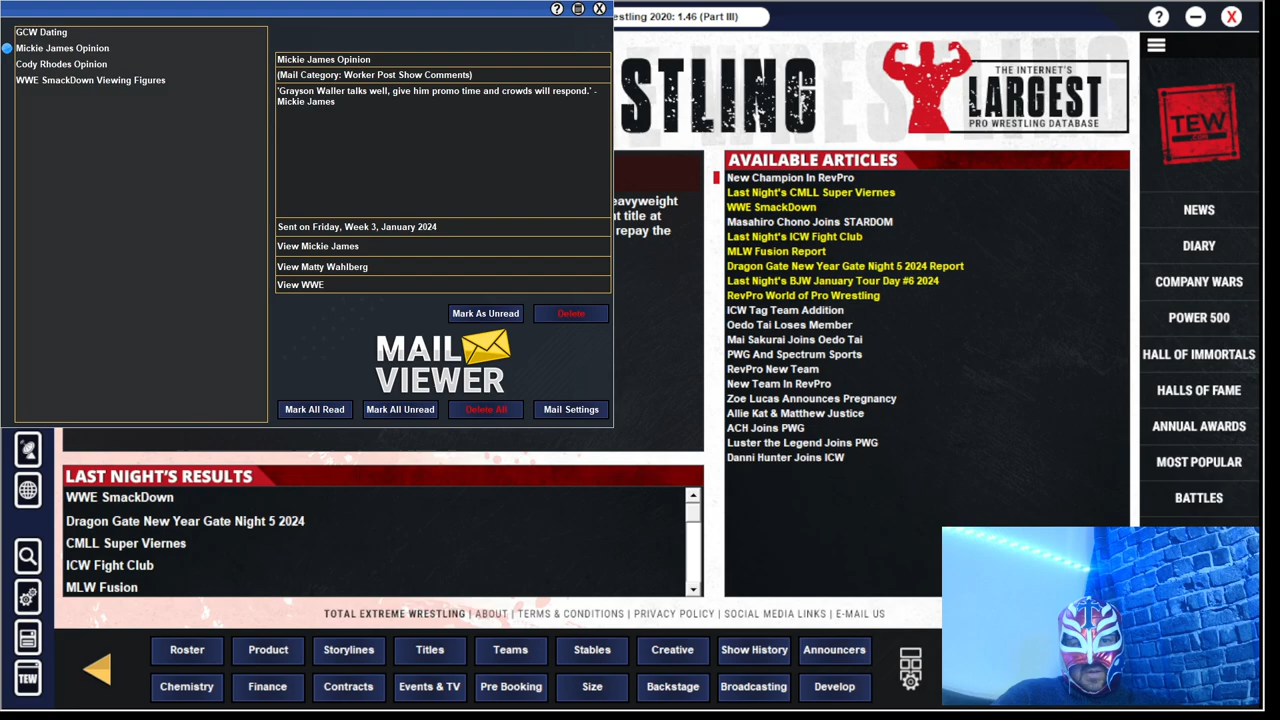 GCW Dating
Mickie James Opinion
Cody Rhodes Opinion
WWE SmackDown Viewing Figures
Mickie James Opinion
(Mail Category: Worker Post Show Comments)
'Grayson Waller talks well, give him promo time and crowds will respond.' -
Mickie James
Sent on Friday, Week 3, January 2024
View Mickie James
View Matty Wahlberg
View WWE
Mark As Unread
Delete
MAIL
VIEWER
Mark All Read
Mark All Unread
Delete All
Mail Settings
estling 2020: 1.46 (Part III)
?
X
?
X
STLING
THE INTERNET'S
LARGEST
PRO WRESTLING DATABASE
eavyweight
t title at
repay the
AVAILABLE ARTICLES
New Champion In RevPro
Last Night's CMLL Super Viernes
WWE SmackDown
Masahiro Chono Joins STARDOM
Last Night's ICW Fight Club
MLW Fusion Report
Dragon Gate New Year Gate Night 5 2024 Report
Last Night's BJW January Tour Day #6 2024
RevPro World of Pro Wrestling
ICW Tag Team Addition
Oedo Tai Loses Member
Mai Sakurai Joins Oedo Tai
PWG And Spectrum Sports
RevPro New Team
New Team In RevPro
Zoe Lucas Announces Pregnancy
Allie Kat & Matthew Justice
ACH Joins PWG
Luster the Legend Joins PWG
Danni Hunter Joins ICW
TEW
.COM
NEWS
DIARY
COMPANY WARS
POWER 500
HALL OF IMMORTALS
HALLS OF FAME
ANNUAL AWARDS
MOST POPULAR
BATTLES
LAST NIGHT'S RESULTS
WWE SmackDown
Dragon Gate New Year Gate Night 5 2024
CMLL Super Viernes
ICW Fight Club
MLW Fusion
TOTAL EXTREME WRESTLING | ABOUT | TERMS & CONDITIONS | PRIVACY POLICY | SOCIAL MEDIA LINKS | E-MAIL US
TEW
Roster
Product
Storylines
Titles
Teams
Stables
Creative
Show History
Announcers
Chemistry
Finance
Contracts
Events & TV
Pre Booking
Size
Backstage
Broadcasting
Develop